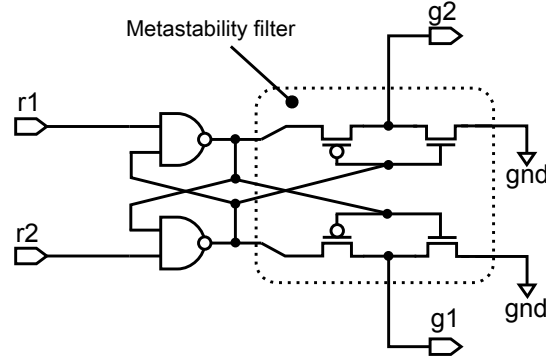 g2
Metastability filter
r1
gnd
r2
gnd
g1